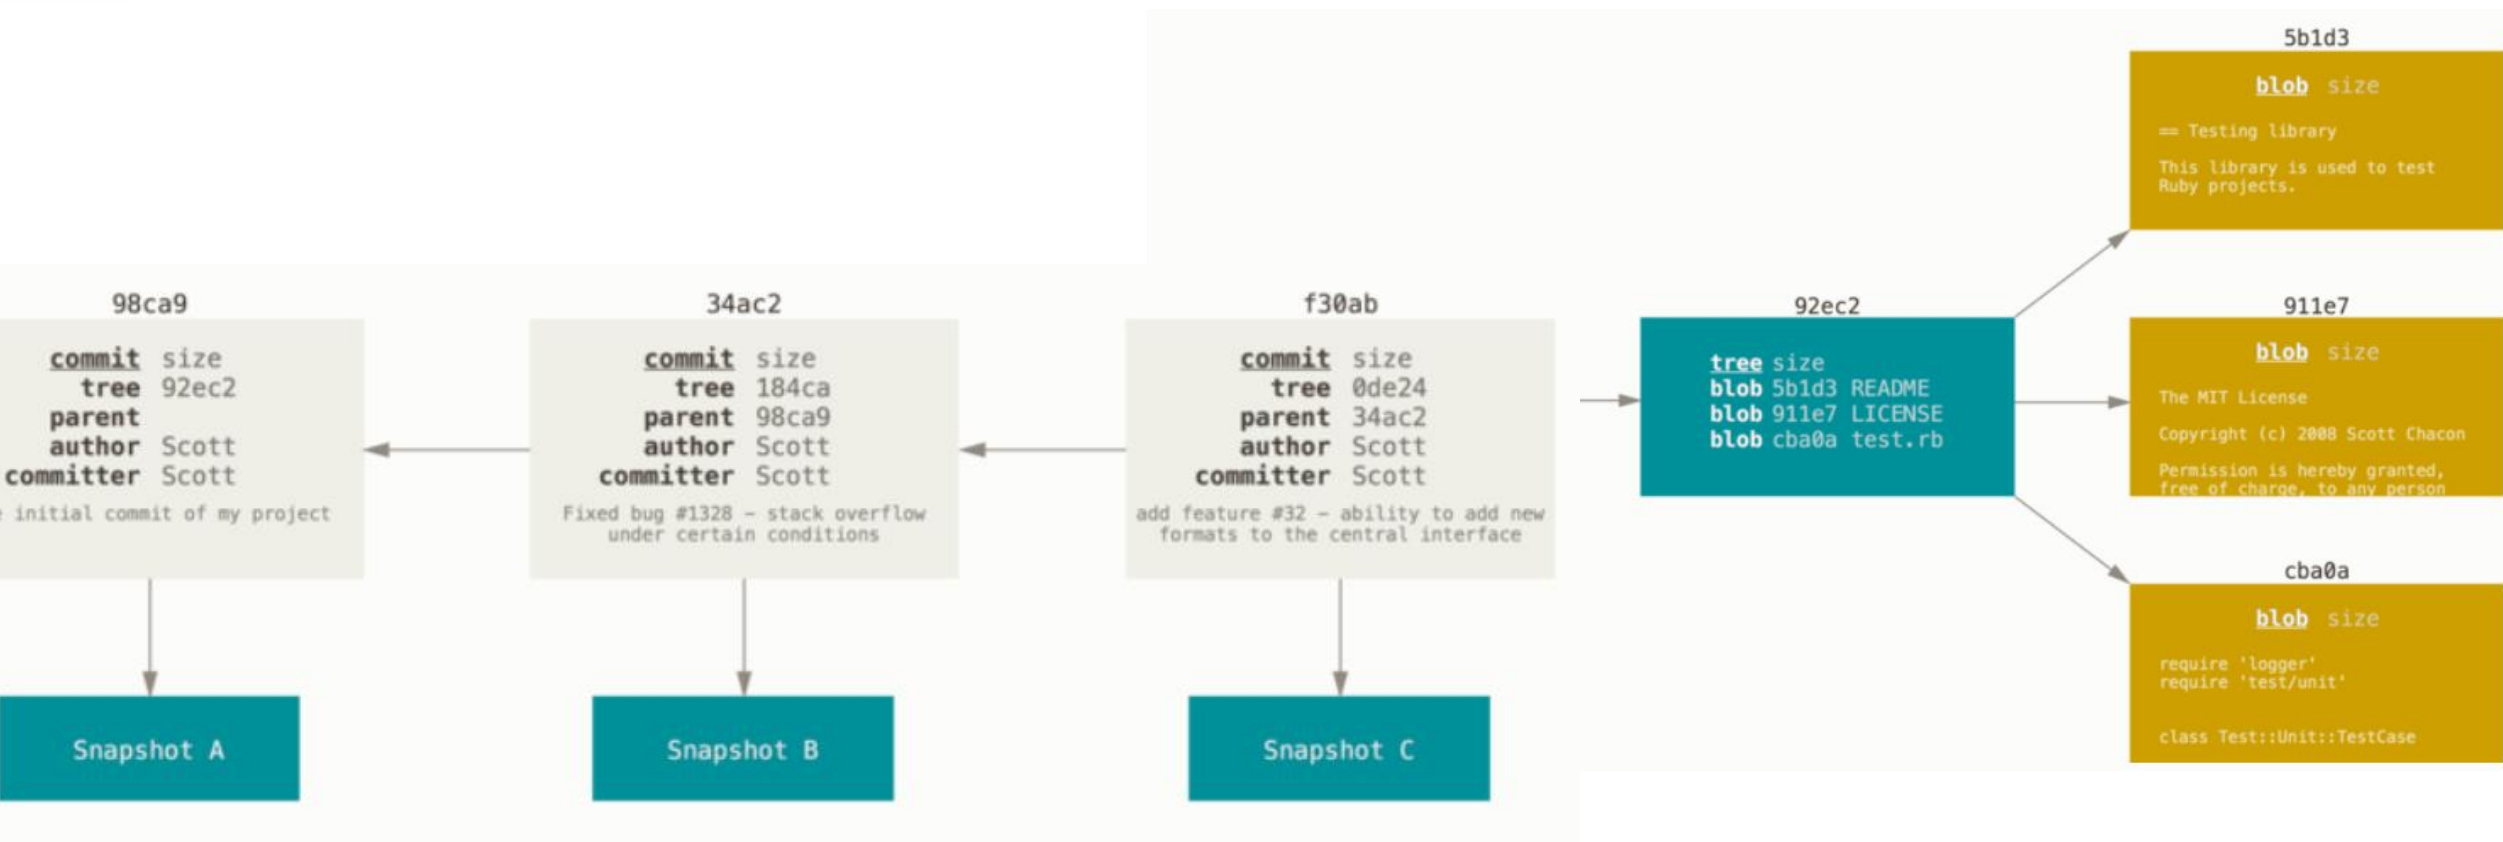 98ca9
commit size
tree 92ec2
parent
author Scott
committer Scott
initial commit of my project
Snapshot A
34ac2
commit size
tree 184ca
parent 98ca9
author Scott
committer Scott
Fixed bug #1328 – stack overflow
under certain conditions
Snapshot B
f30ab
commit size
tree 0de24
parent 34ac2
author Scott
committer Scott
add feature #32 – ability to add new
formats to the central interface
Snapshot C
92ec2
tree size
blob 5b1d3 README
blob 911e7 LICENSE
blob cba0a test.rb
5b1d3
blob size
== Testing library
This library is used to test
Ruby projects.
911e7
blob size
The MIT License
Copyright (c) 2008 Scott Chacon
Permission is hereby granted,
free of charge, to any person
cba0a
blob size
require 'logger'
require 'test/unit'
class Test::Unit::TestCase